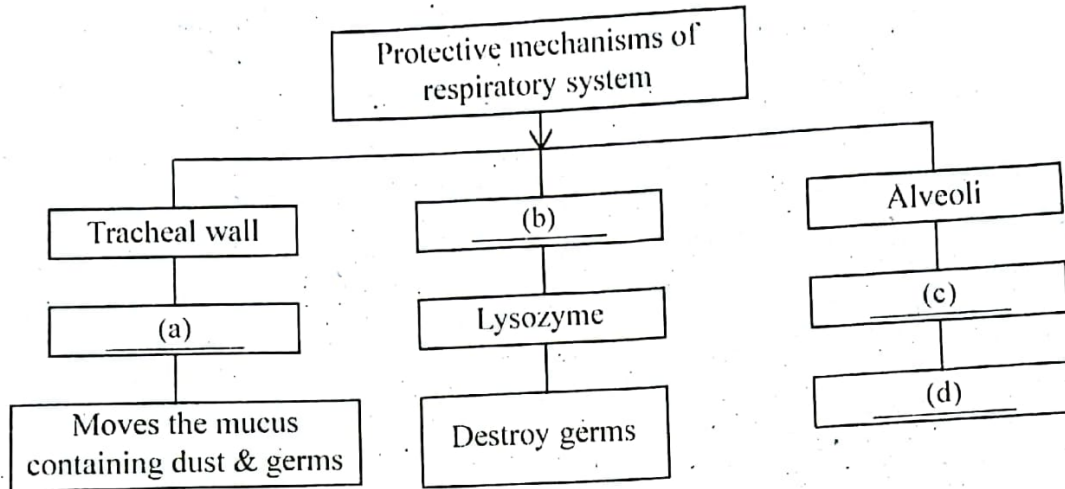 Protective mechanisms of
respiratory system
Tracheal wall
(b)
Alveoli
(a)
Lysozyme
(c)
Moves the mucus
containing dust & germs
Destroy germs
(d)